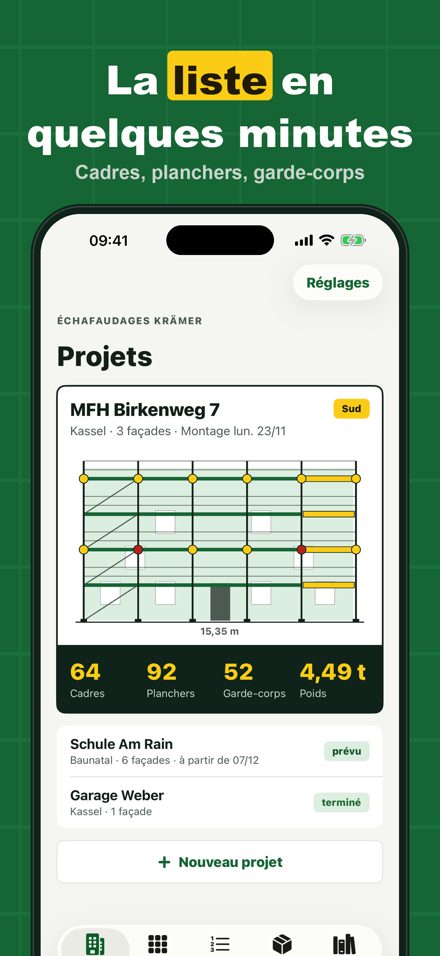 La liste en
quelques minutes
Cadres, planchers, garde-corps
09:41
Réglages
ÉCHAFAUDAGES KRÄMER
Projets
MFH Birkenweg 7
Sud
Kassel · 3 façades · Montage lun. 23/11
15,35 m
64
92
52
4,49 t
Cadres
Planchers
Garde-corps
Poids
Schule Am Rain
Baunatal · 6 façades · à partir de 07/12
prévu
Garage Weber
Kassel · 1 façade
terminé
+ Nouveau projet
1
2
3